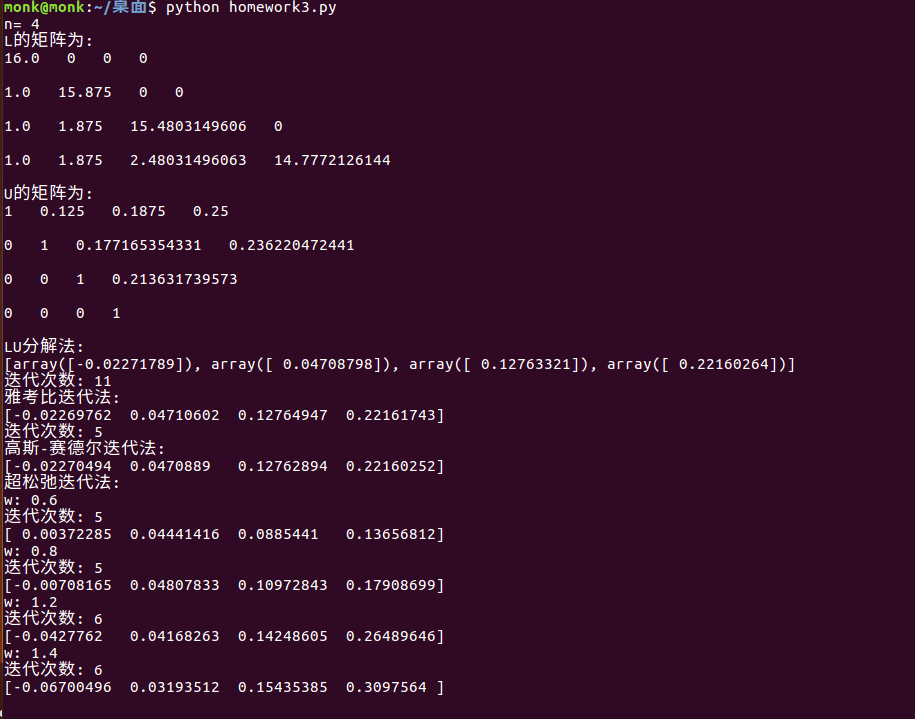 monk@monk:~/桌面$ python homework3.py
n= 4
L的矩阵为:
16.0   0   0   0
1.0   15.875   0   0
1.0   1.875   15.4803149606   0
1.0   1.875   2.48031496063   14.7772126144
U的矩阵为:
1   0.125   0.1875   0.25
0   1   0.177165354331   0.236220472441
0   0   1   0.213631739573
0   0   0   1
LU分解法:
[array([-0.02271789]), array([ 0.04708798]), array([ 0.12763321]), array([ 0.22160264])]
迭代次数: 11
雅考比迭代法:
[-0.02269762  0.04710602  0.12764947  0.22161743]
迭代次数: 5
高斯-赛德尔迭代法:
[-0.02270494  0.0470889   0.12762894  0.22160252]
超松弛迭代法:
w: 0.6
迭代次数: 5
[ 0.00372285  0.04441416  0.0885441   0.13656812]
w: 0.8
迭代次数: 5
[-0.00708165  0.04807833  0.10972843  0.17908699]
w: 1.2
迭代次数: 6
[-0.0427762   0.04168263  0.14248605  0.26489646]
w: 1.4
迭代次数: 6
[-0.06700496  0.03193512  0.15435385  0.3097564 ]